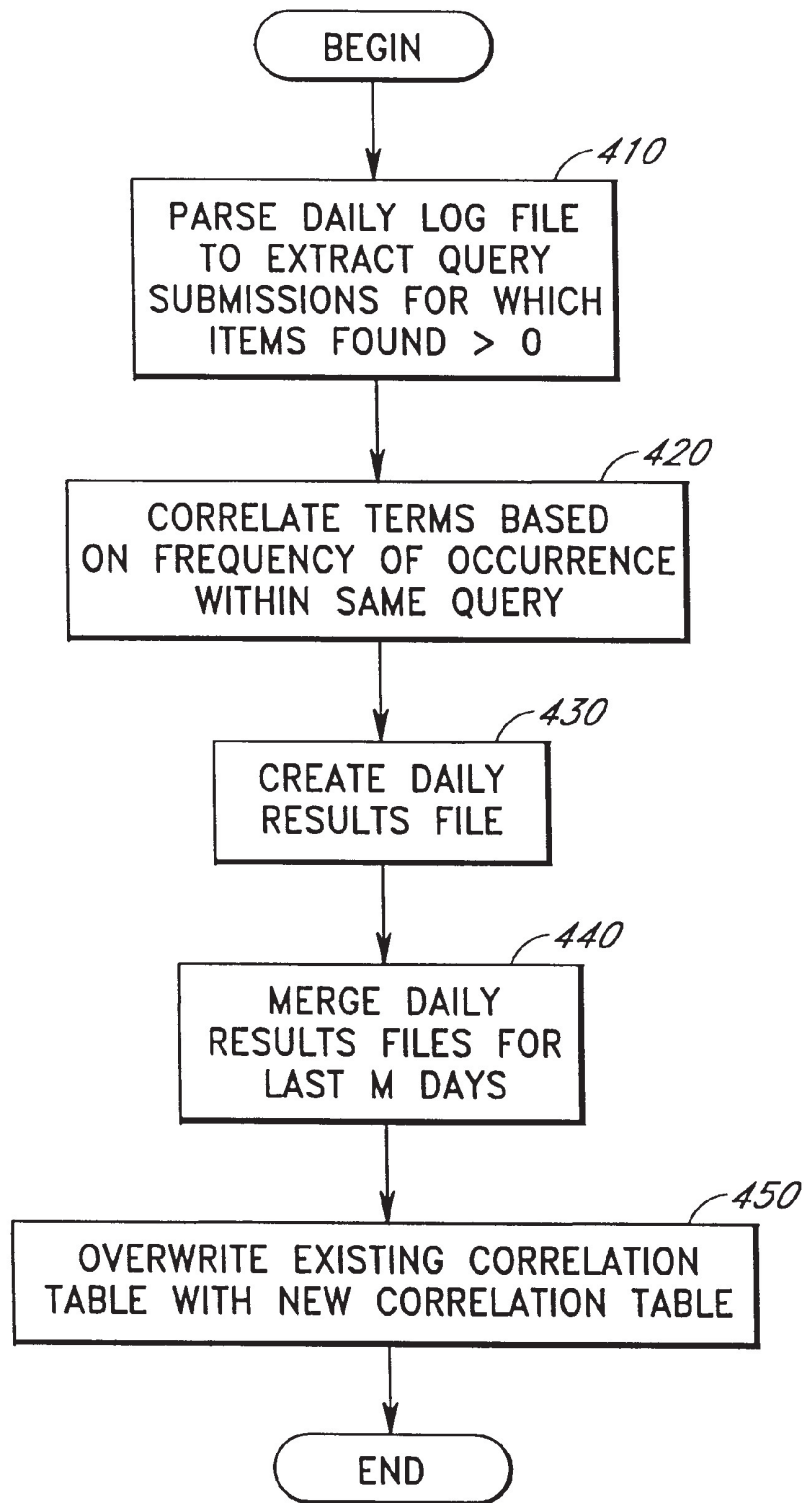 BEGIN
410
PARSE DAILY LOG FILE
TO EXTRACT QUERY
SUBMISSIONS FOR WHICH
ITEMS FOUND > 0
420
CORRELATE TERMS BASED
ON FREQUENCY OF OCCURRENCE
WITHIN SAME QUERY
430
CREATE DAILY
RESULTS FILE
440
MERGE DAILY
RESULTS FILES FOR
LAST M DAYS
450
OVERWRITE EXISTING CORRELATION
TABLE WITH NEW CORRELATION TABLE
END